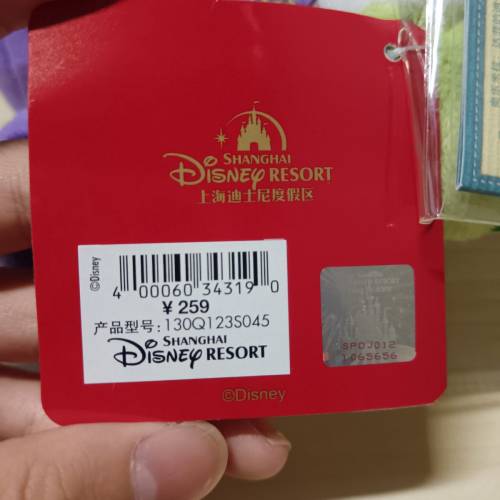 SHANGHAI
DISNEY RESORT
上海迪士尼度假区
©Disney
4 00060 34319 0
¥ 259
产品型号: 130Q123S045
SHANGHAI
DISNEY RESORT
SPDJ012
1065656
©Disney